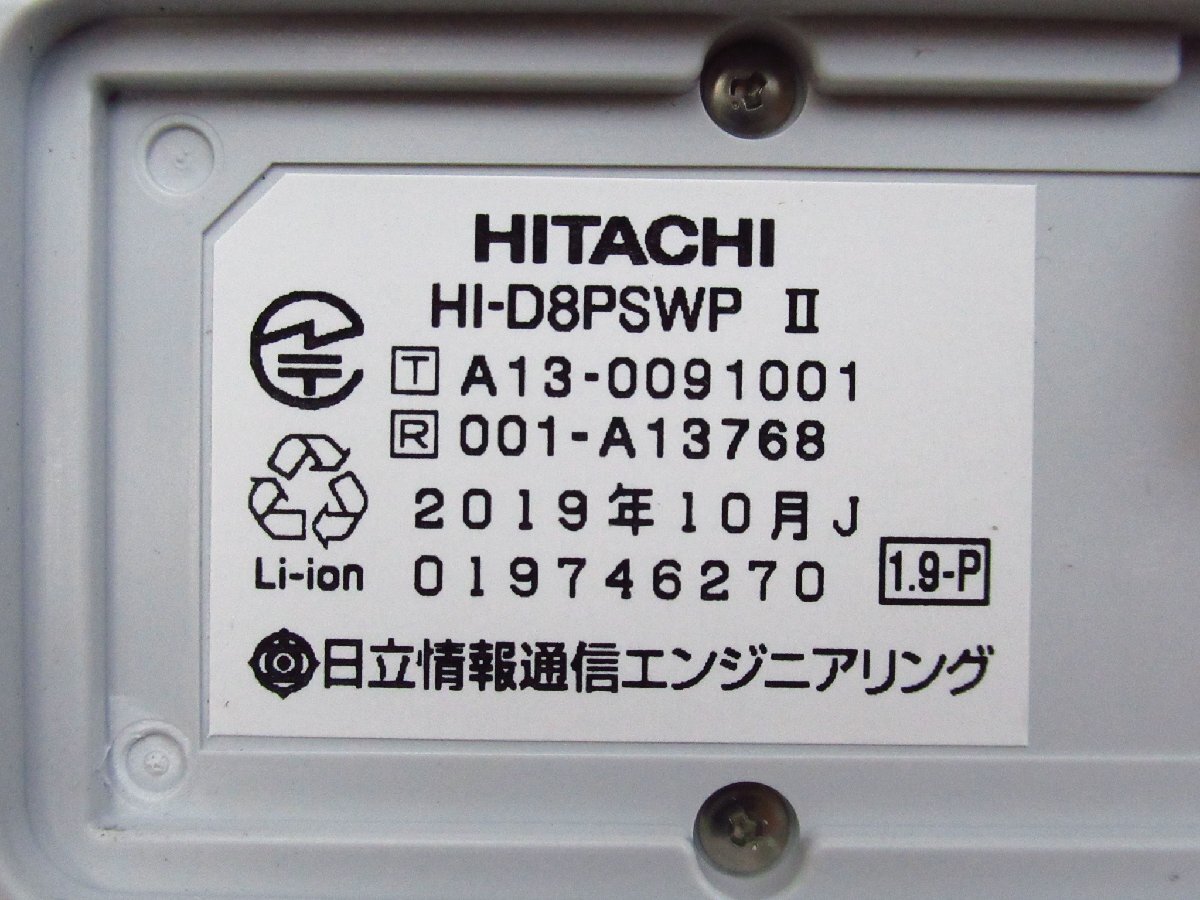 HITACHI
HI-D8PSWP II
T A13-0091001
R 001-A13768
2019年10月J
Li-ion 019746270 1.9-P
日立情報通信エンジニアリング